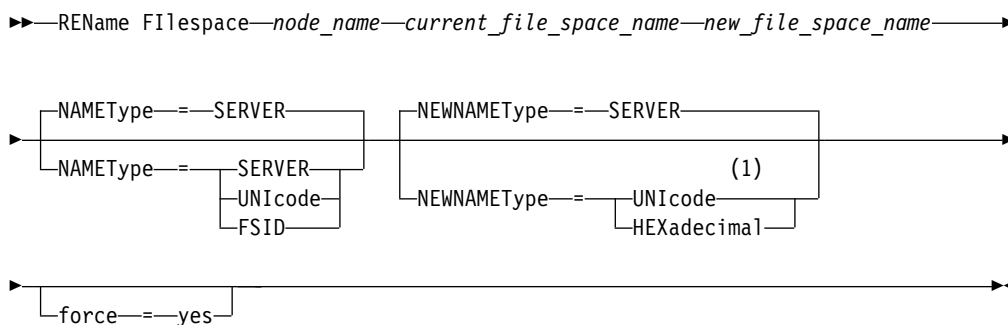 REName FIlespace node_name current_file_space_name new_file_space_name
NAMEType = SERVER NEWNAMEType = SERVER
NAMEType = SERVER (1)
UNIcode NEWNAMEType = UNIcode
FSID HEXadecimal
force = yes